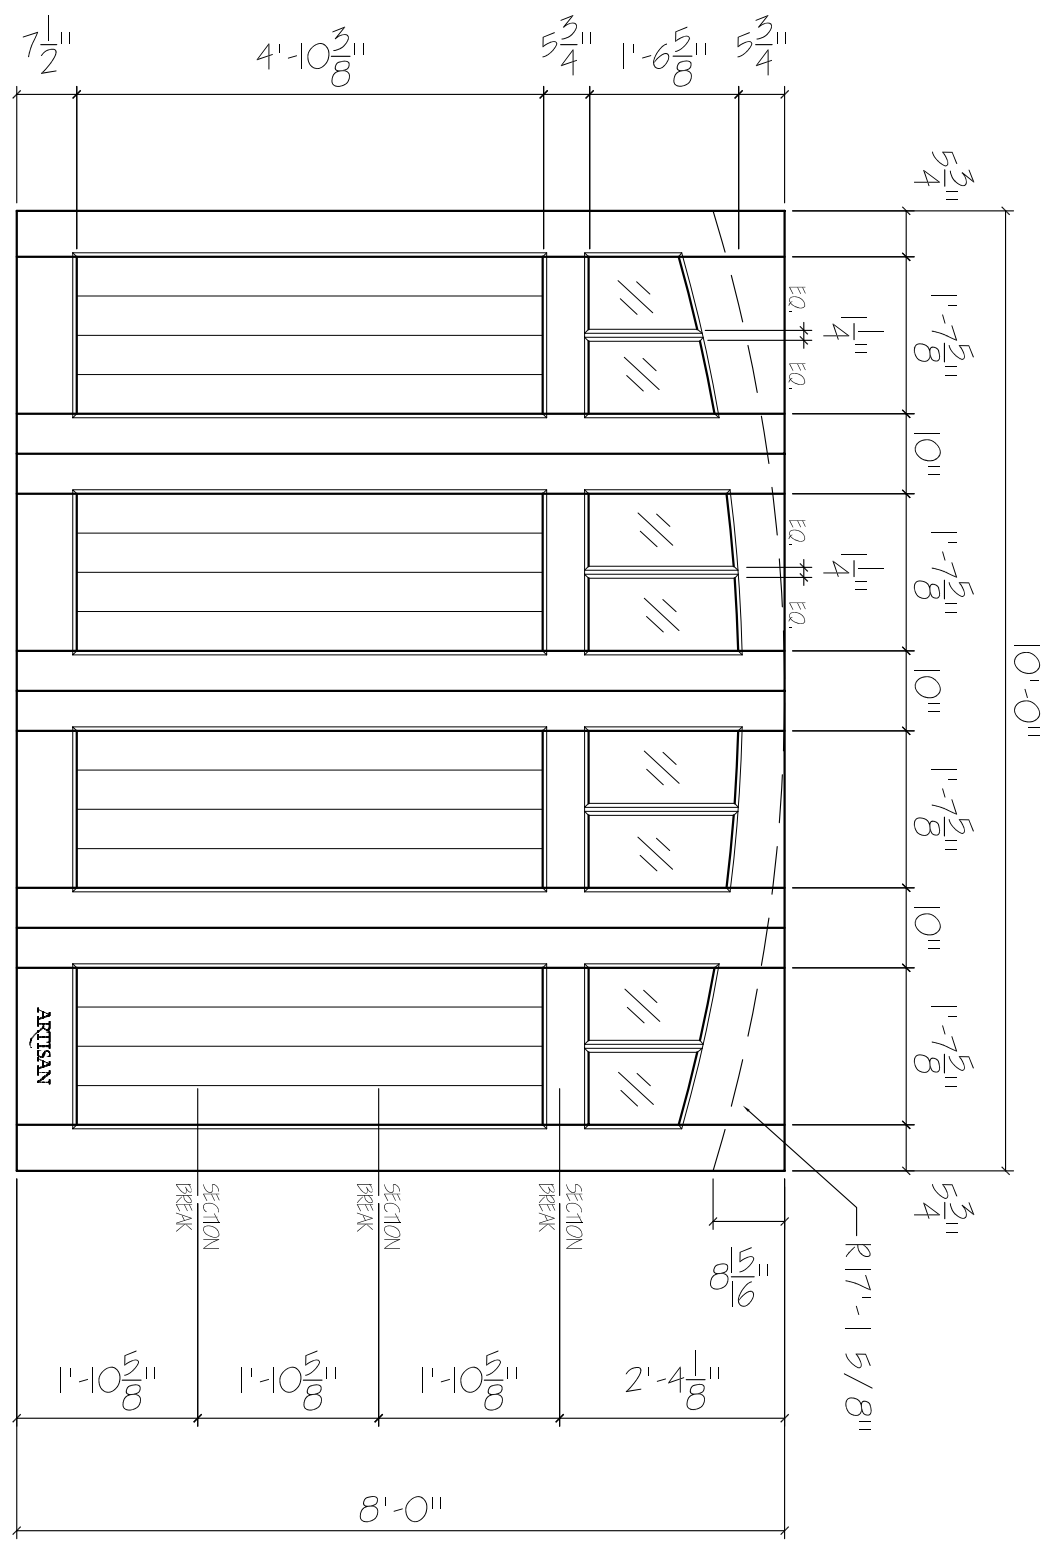 7 1/2"
4'-10 3/8"
5 3/4"
1'-6 5/8"
5 3/4"
5 3/4"
1'-7 5/8"
10"
1'-7 5/8"
10"
1'-7 5/8"
10"
1'-7 5/8"
5 3/4"
10'-0"
EQ.
1 1/4"
EQ.
EQ.
1 1/4"
EQ.
ARTISAN
SECTION
BREAK
SECTION
BREAK
SECTION
BREAK
8 15/16"
R17'-1 5/8"
1'-10 5/8"
1'-10 5/8"
1'-10 5/8"
2'-4 1/8"
8'-0"